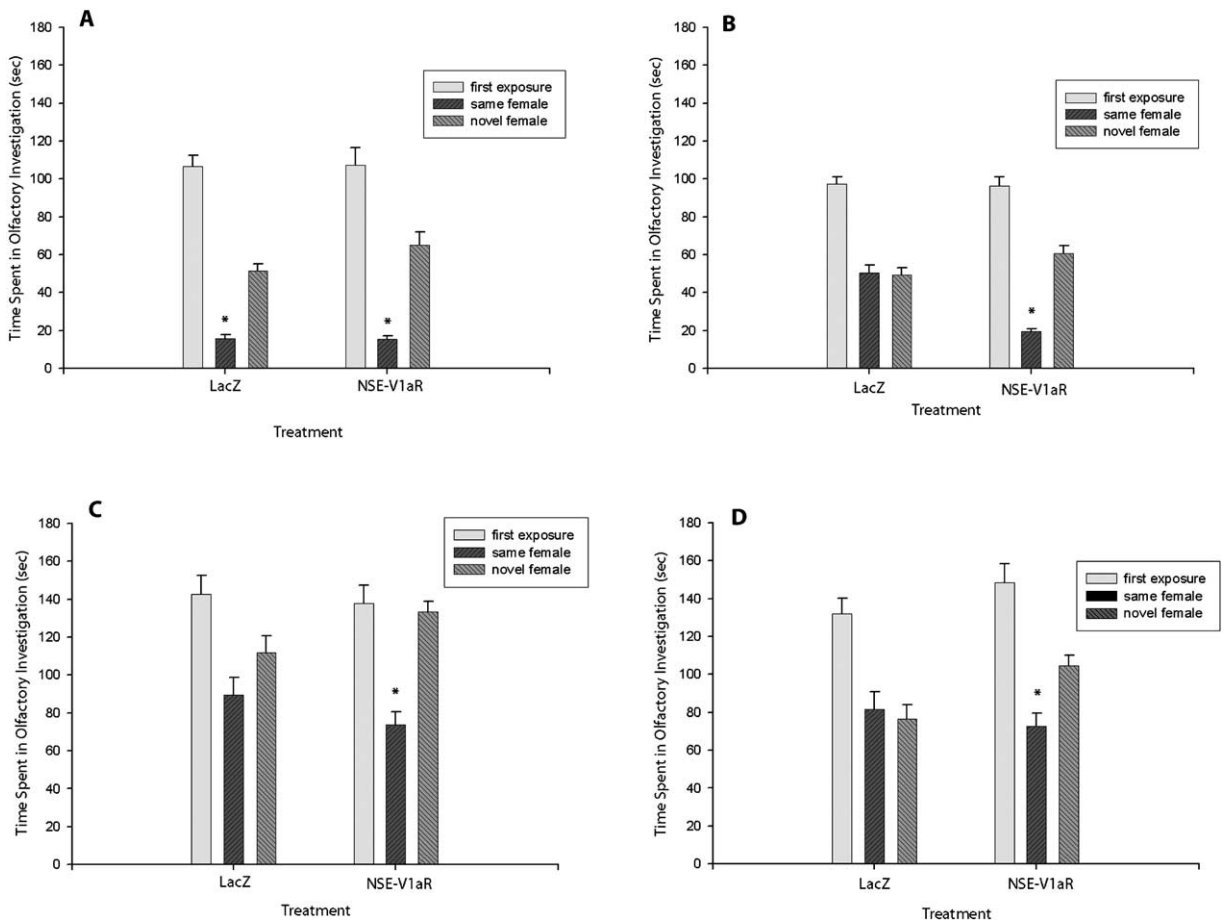 A
Time Spent in Olfactory Investigation (sec)
180
160
140
120
100
80
60
40
20
0
first exposure
same female
novel female
*
*
LacZ
NSE-V1aR
Treatment
B
Time Spent in Olfactory Investigation (sec)
180
160
140
120
100
80
60
40
20
0
first exposure
same female
novel female
*
LacZ
NSE-V1aR
Treatment
C
Time Spent in Olfactory Investigation (sec)
180
160
140
120
100
80
60
40
20
0
first exposure
same female
novel female
*
LacZ
NSE-V1aR
Treatment
D
Time Spent in Olfactory Investigation (sec)
180
160
140
120
100
80
60
40
20
0
first exposure
same female
novel female
*
LacZ
NSE-V1aR
Treatment